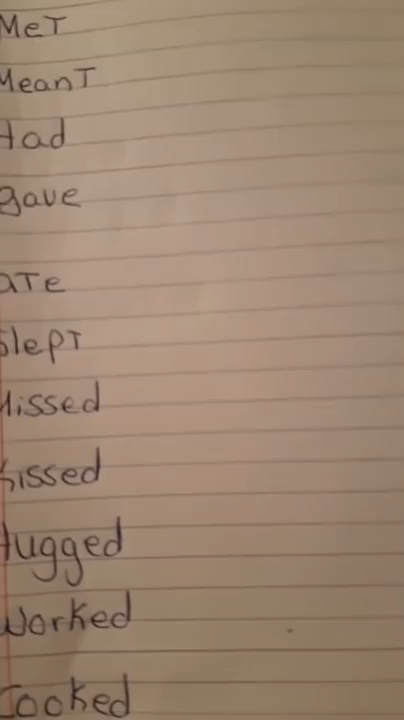 MeT
MeanT
Had
gave
aTe
slepT
Missed
kissed
Hugged
Worked
Cooked